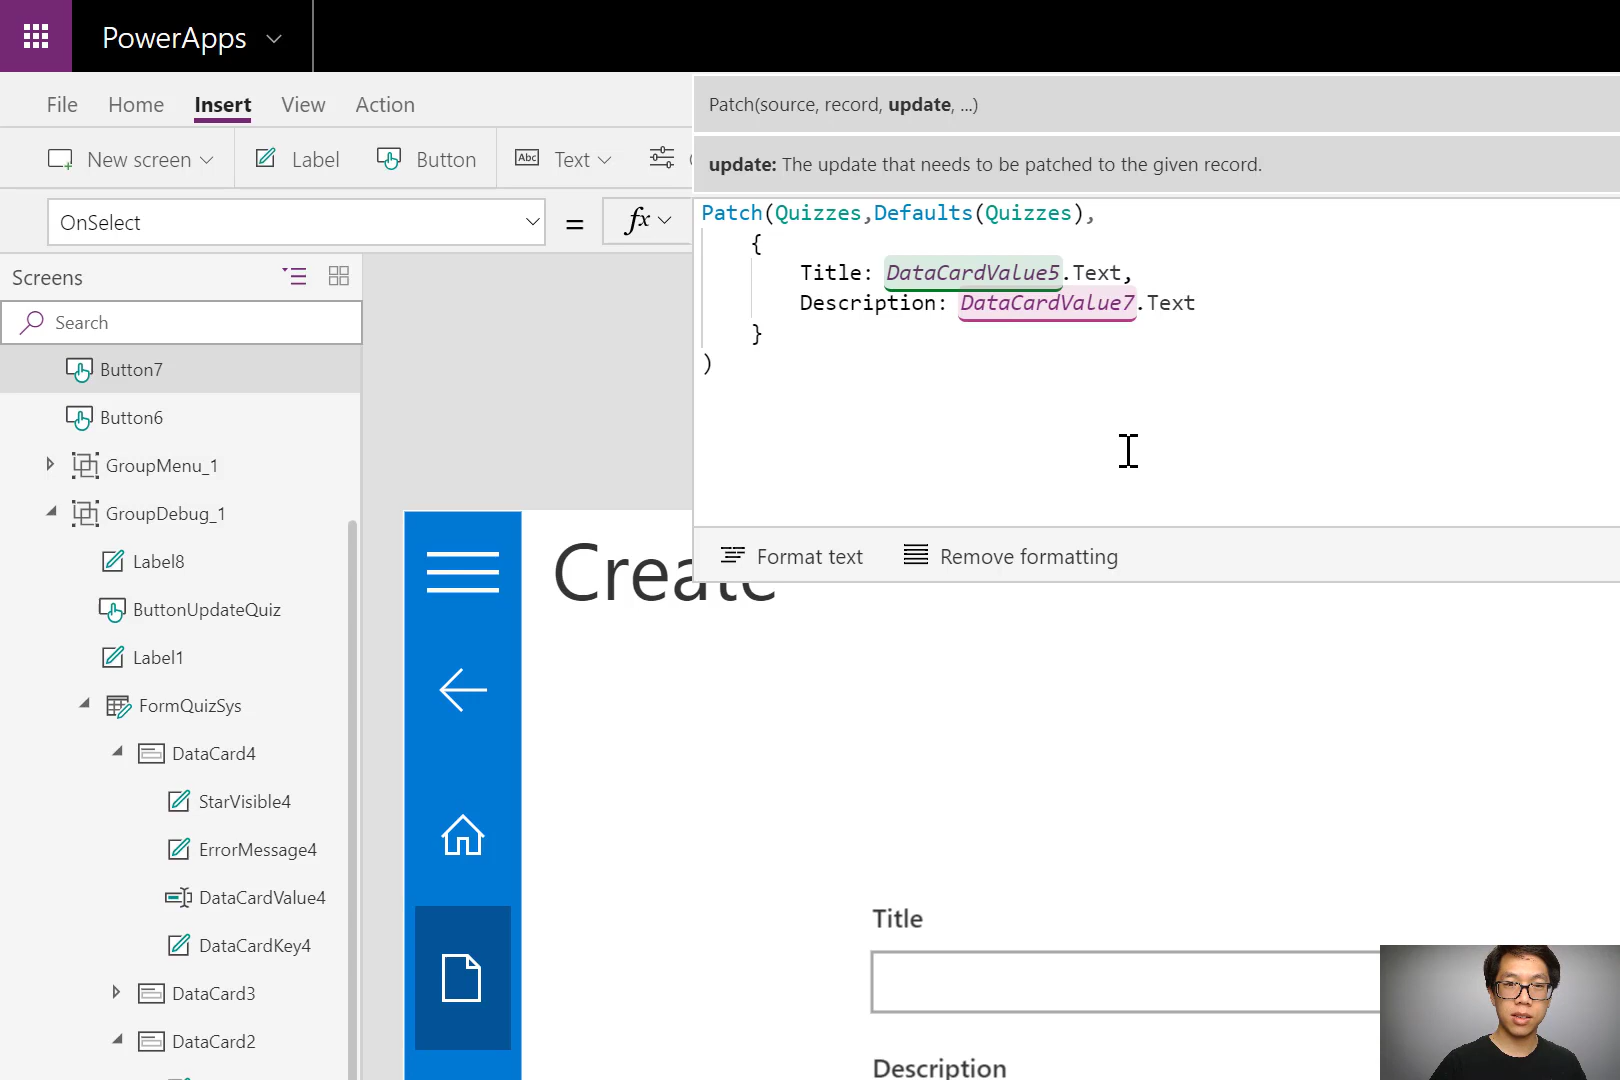 PowerApps
File Home Insert View Action
Patch(source, record, update, ...)
New screen Label Button Abc Text
update: The update that needs to be patched to the given record.
OnSelect = fx
Patch(Quizzes,Defaults(Quizzes),
{
Title: DataCardValue5.Text,
Description: DataCardValue7.Text
}
)
Screens
Search
Button7
Button6
GroupMenu_1
GroupDebug_1
Label8
ButtonUpdateQuiz
Label1
FormQuizSys
DataCard4
StarVisible4
ErrorMessage4
DataCardValue4
DataCardKey4
DataCard3
DataCard2
Format text Remove formatting
Create
Title
Description